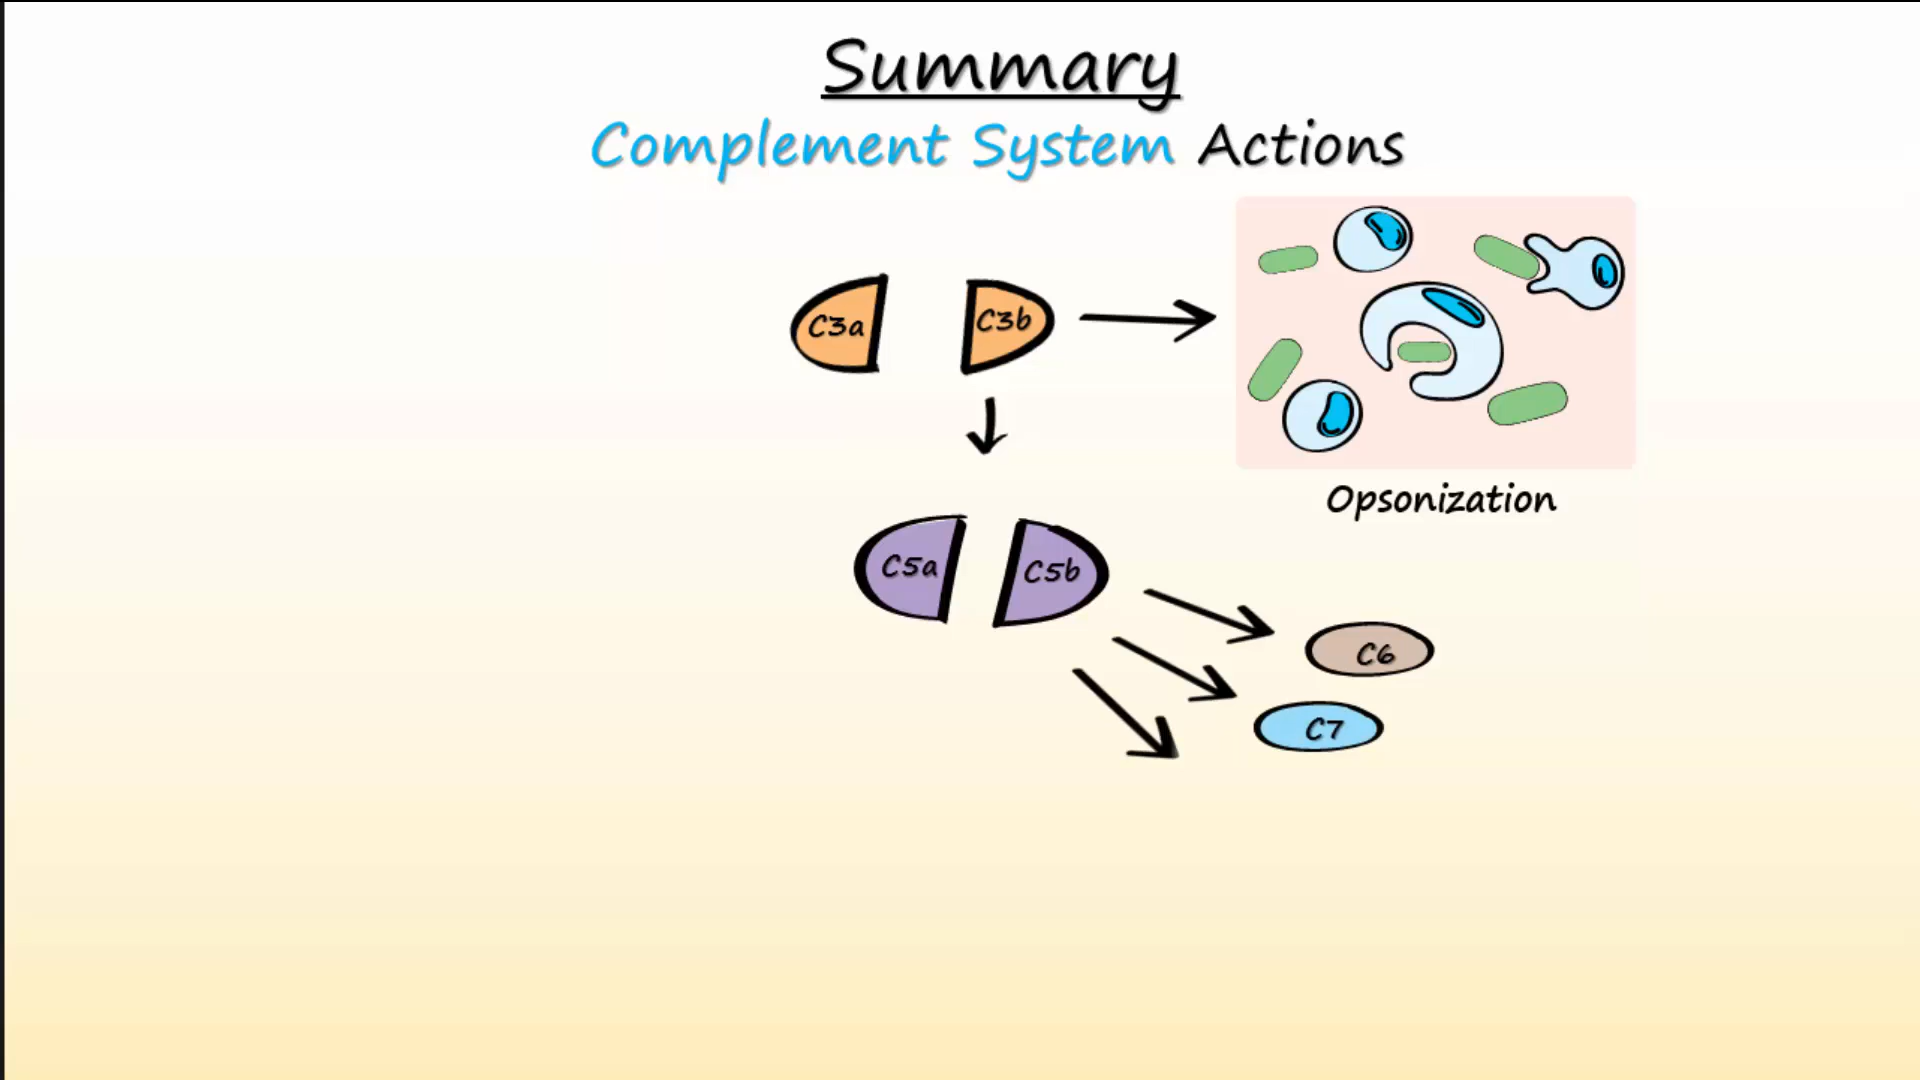 Summary
Complement System Actions
C3a C3b
Opsonization
C5a C5b
C6
C7